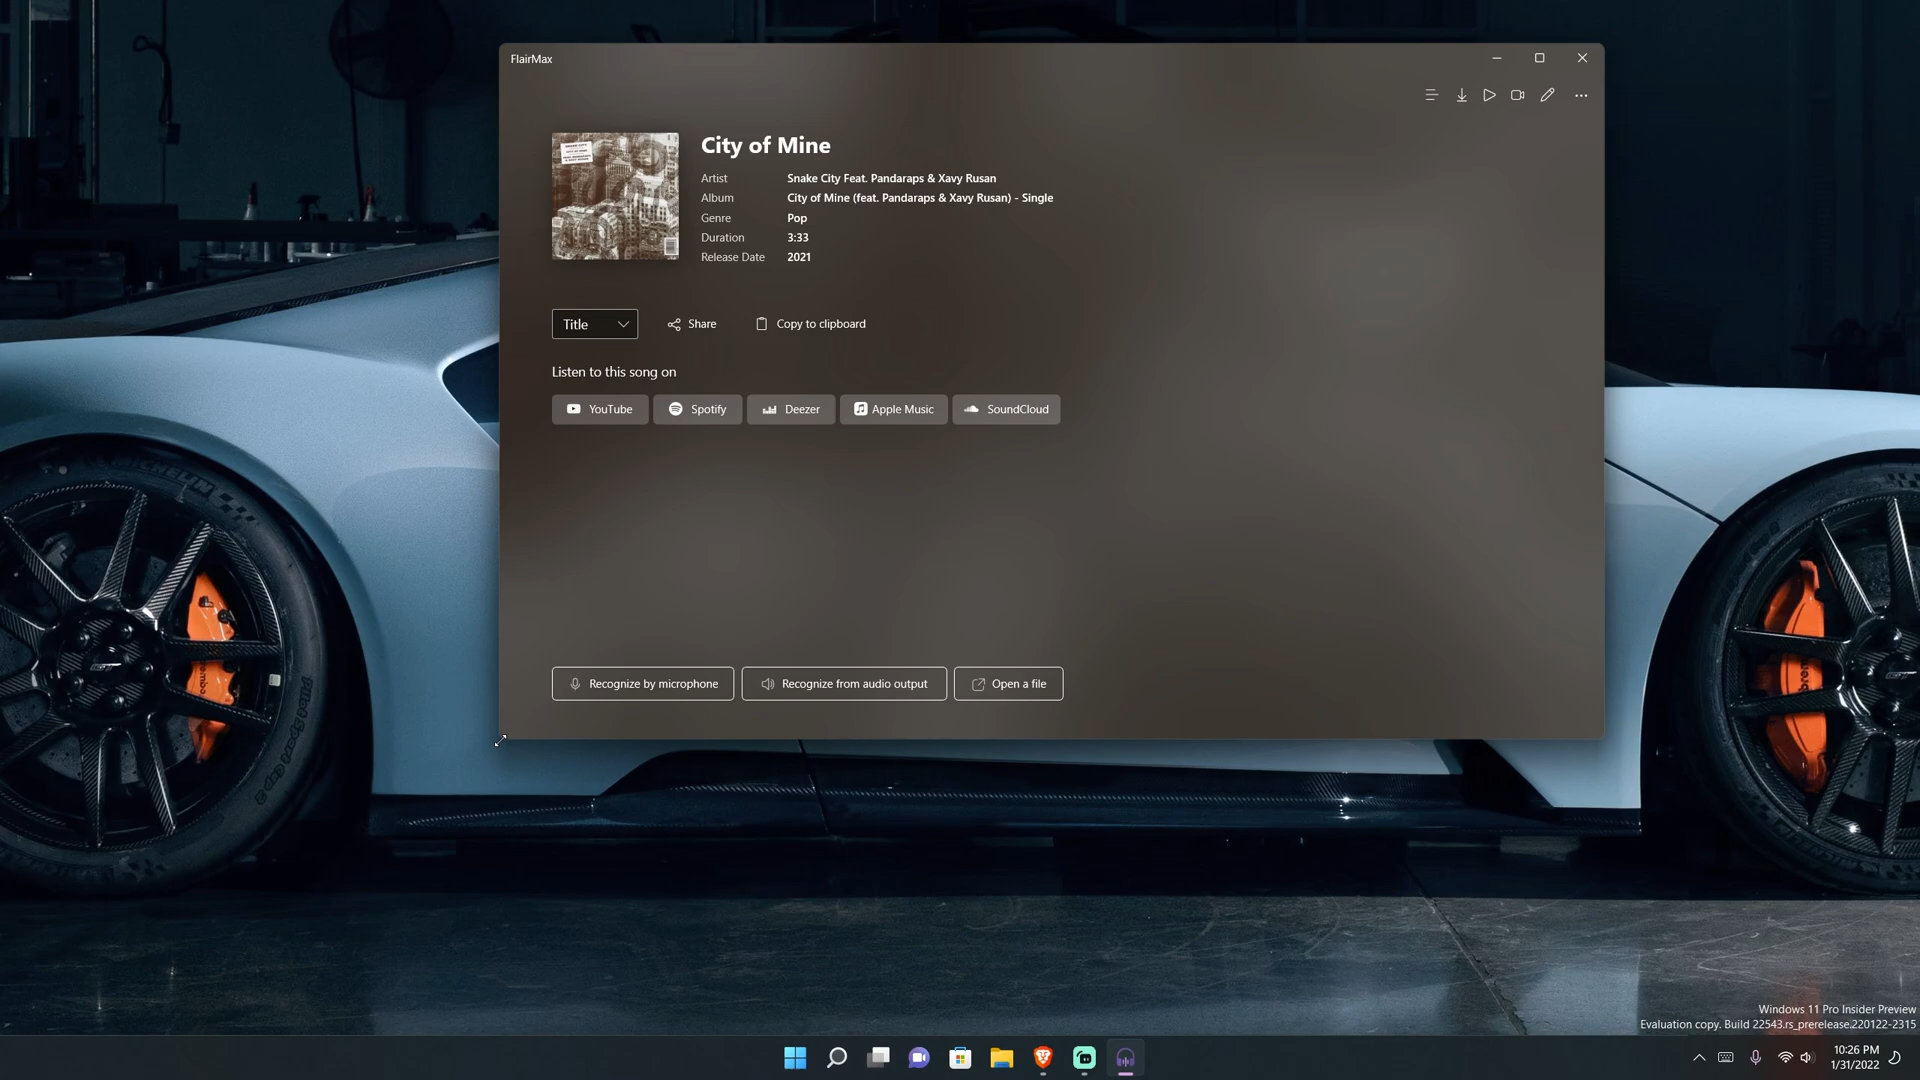 FlairMax
City of Mine
Artist Snake City Feat. Pandaraps & Xavy Rusan
Album City of Mine (feat. Pandaraps & Xavy Rusan) - Single
Genre Pop
Duration 3:33
Release Date 2021
Title Share Copy to clipboard
Listen to this song on
YouTube Spotify Deezer Apple Music SoundCloud
Recognize by microphone Recognize from audio output Open a file
Windows 11 Pro Insider Preview
Evaluation copy. Build 22543.rs_prerelease.220122-2315
10:26 PM
1/31/2022